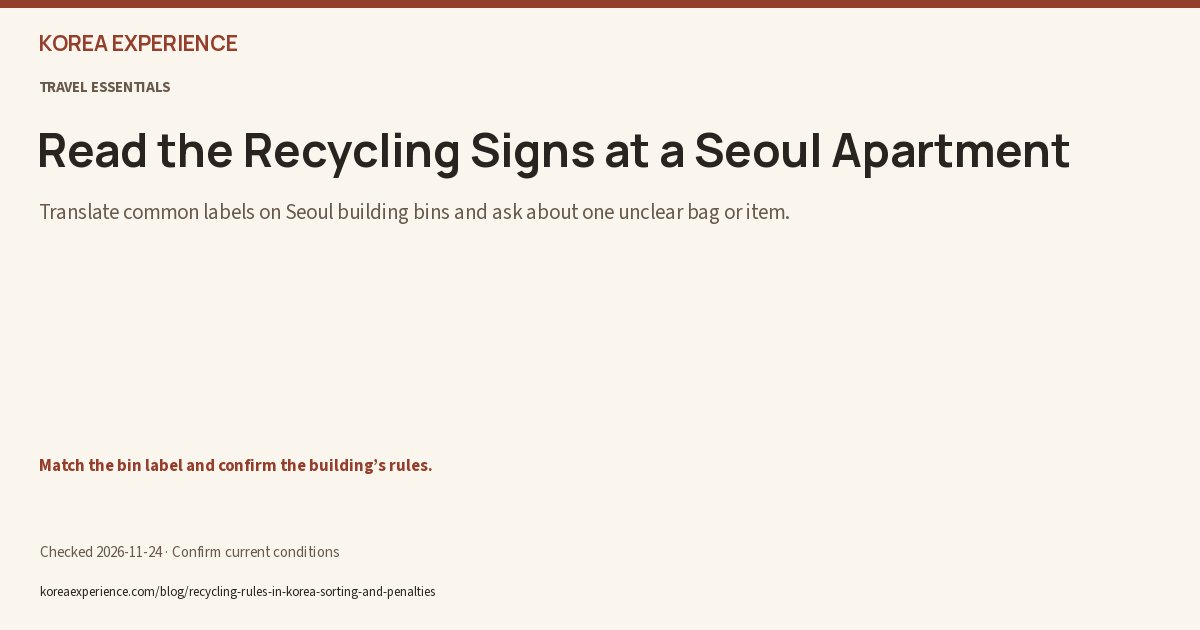 KOREA EXPERIENCE
TRAVEL ESSENTIALS
Read the Recycling Signs at a Seoul Apartment
Translate common labels on Seoul building bins and ask about one unclear bag or item.
Match the bin label and confirm the building’s rules.
Checked 2026-11-24 · Confirm current conditions
koreaexperience.com/blog/recycling-rules-in-korea-sorting-and-penalties